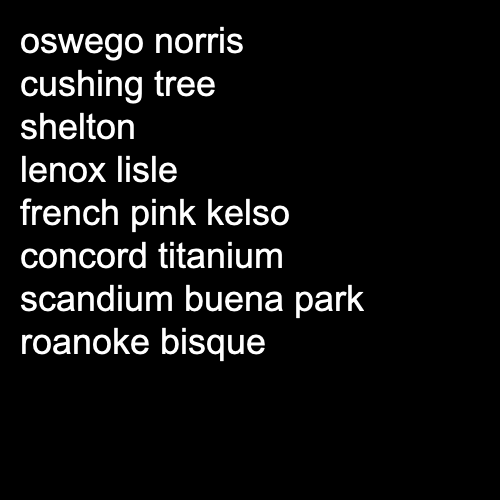 oswego norris
cushing tree
shelton
lenox lisle
french pink kelso
concord titanium
scandium buena park
roanoke bisque